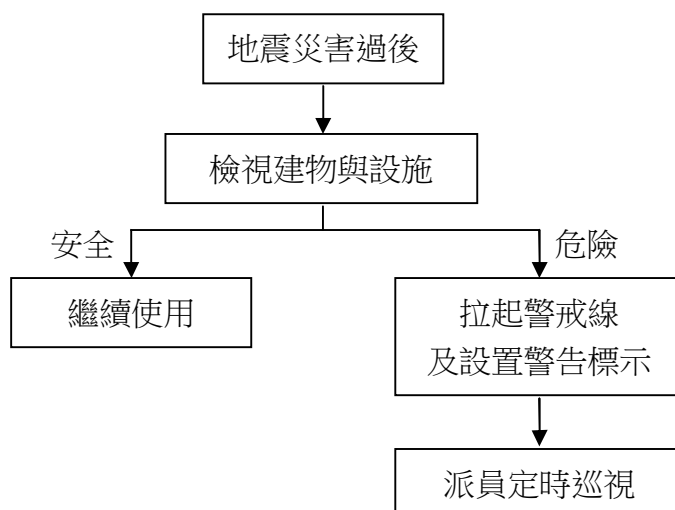 地震災害過後
檢視建物與設施
安全
危險
繼續使用
拉起警戒線
及設置警告標示
派員定時巡視